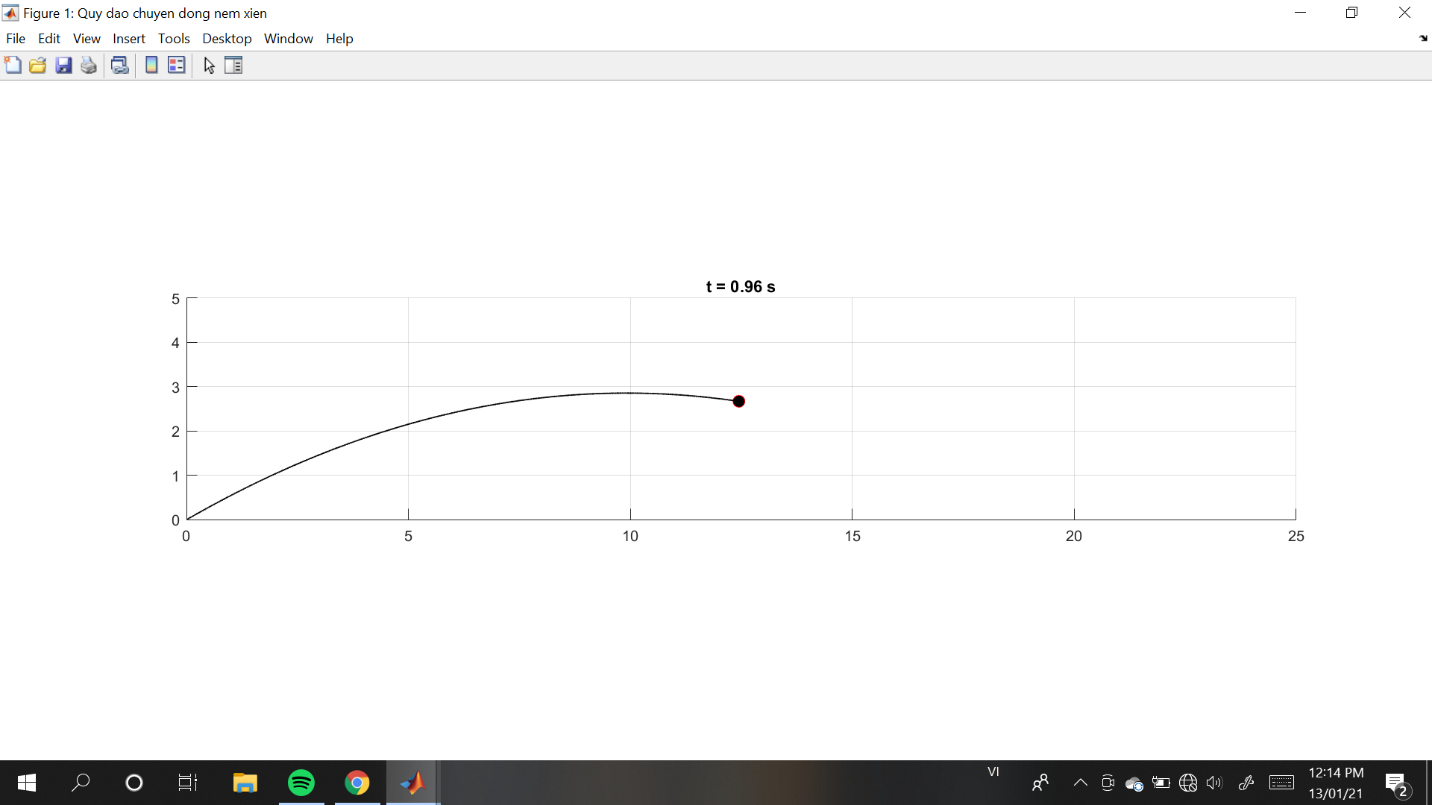 Figure 1: Quy dao chuyen dong nem xien
File Edit View Insert Tools Desktop Window Help
t = 0.96 s
5
4
3
2
1
0
0 5 10 15 20 25
VI
12:14 PM
13/01/21
2